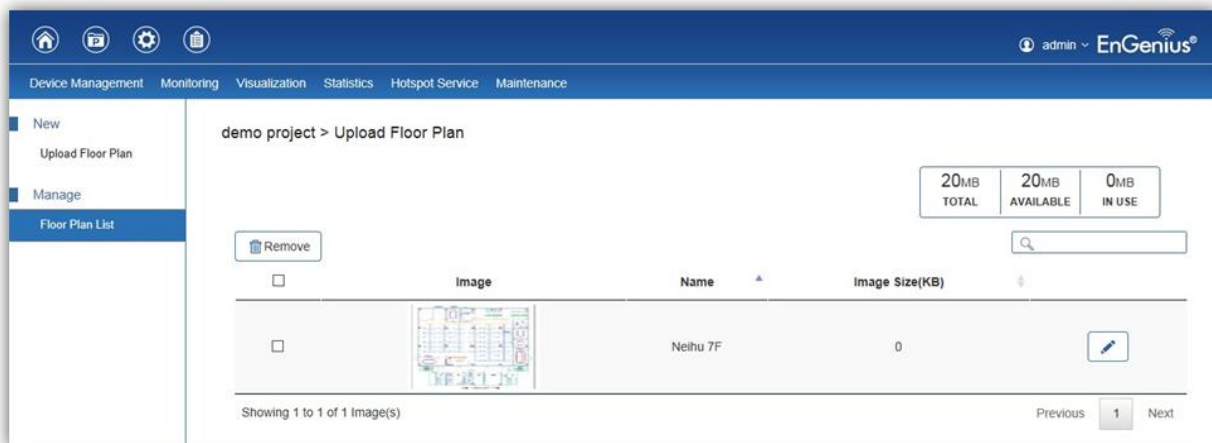 admin EnGenius®
Device Management Monitoring Visualization Statistics Hotspot Service Maintenance
New
Upload Floor Plan
Manage
Floor Plan List
demo project > Upload Floor Plan
20MB 20MB 0MB
TOTAL AVAILABLE IN USE
Remove
Image Name Image Size(KB)
Neihu 7F 0
Showing 1 to 1 of 1 Image(s)
Previous 1 Next